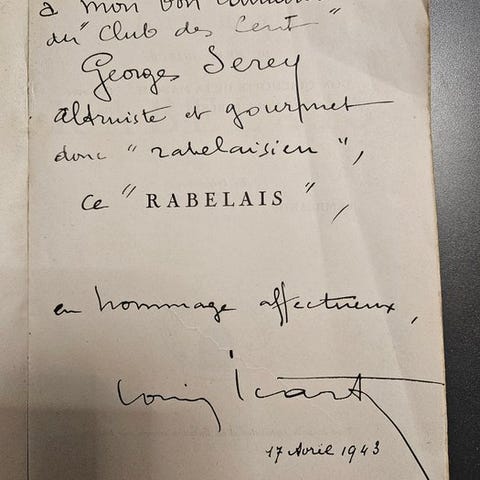 à mon bon camarade
du "Club des Cent"
Georges Serey
altruiste et gourmet
donc "rabelaisien",
ce "RABELAIS",
en hommage affectueux,
Louis Icart
17 Avril 1943